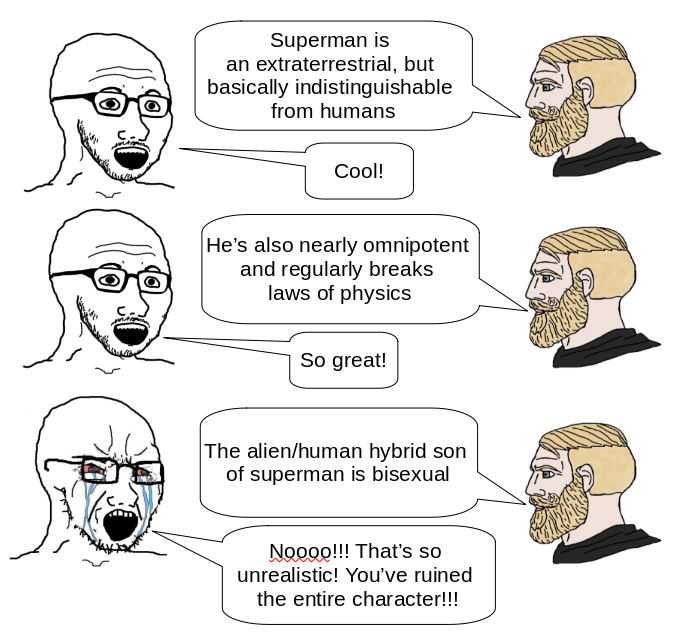 Superman is
an extraterrestrial, but
basically indistinguishable
from humans
Cool!
He's also nearly omnipotent
and regularly breaks
laws of physics
So great!
The alien/human hybrid son
of superman is bisexual
Noooo!!! That's so
unrealistic! You've ruined
the entire character!!!